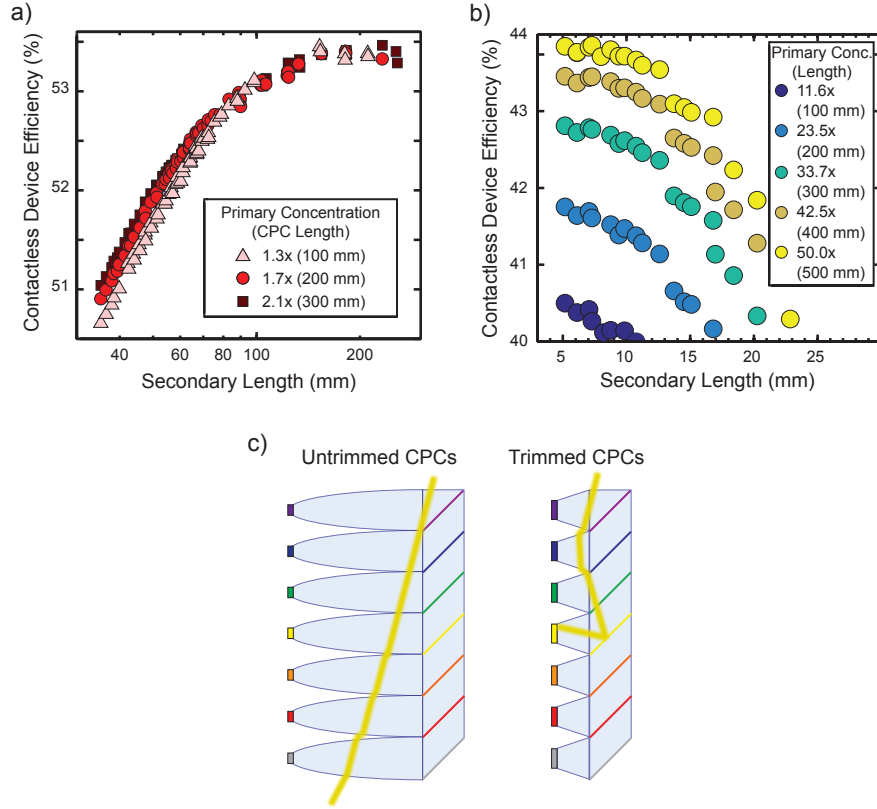 a)
Contactless Device Efficiency (%)
53
52
51
40
60
80
100
200
Secondary Length (mm)
Primary Concentration
(CPC Length)
1.3x (100 mm)
1.7x (200 mm)
2.1x (300 mm)
b)
Contactless Device Efficiency (%)
44
43
42
41
40
5
10
15
20
25
Secondary Length (mm)
Primary Conc.
(Length)
11.6x
(100 mm)
23.5x
(200 mm)
33.7x
(300 mm)
42.5x
(400 mm)
50.0x
(500 mm)
c)
Untrimmed CPCs
Trimmed CPCs